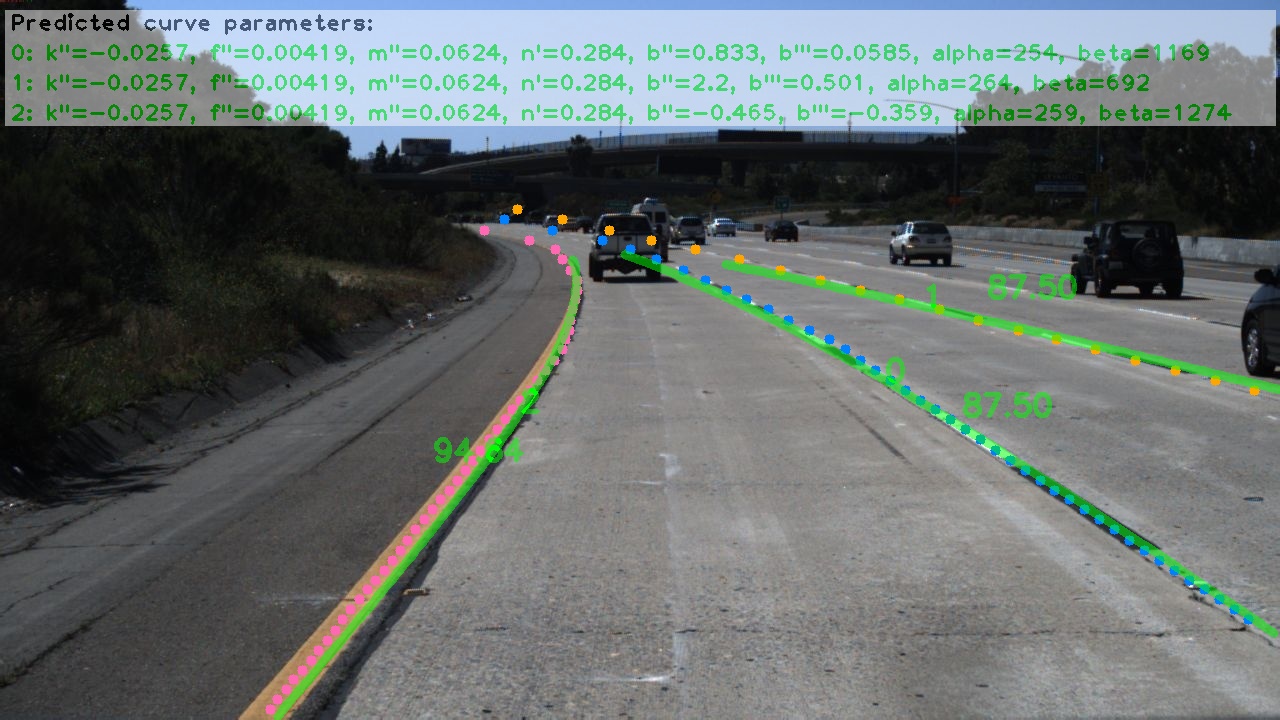 Predicted curve parameters:
0: k''=-0.0257, f''=0.00419, m''=0.0624, n'=0.284, b''=0.833, b'''=0.0585, alpha=254, beta=1169
1: k''=-0.0257, f''=0.00419, m''=0.0624, n'=0.284, b''=2.2, b'''=0.501, alpha=264, beta=692
2: k''=-0.0257, f''=0.00419, m''=0.0624, n'=0.284, b''=-0.465, b'''=-0.359, alpha=259, beta=1274
1 87.50
0
87.50
2
94.64